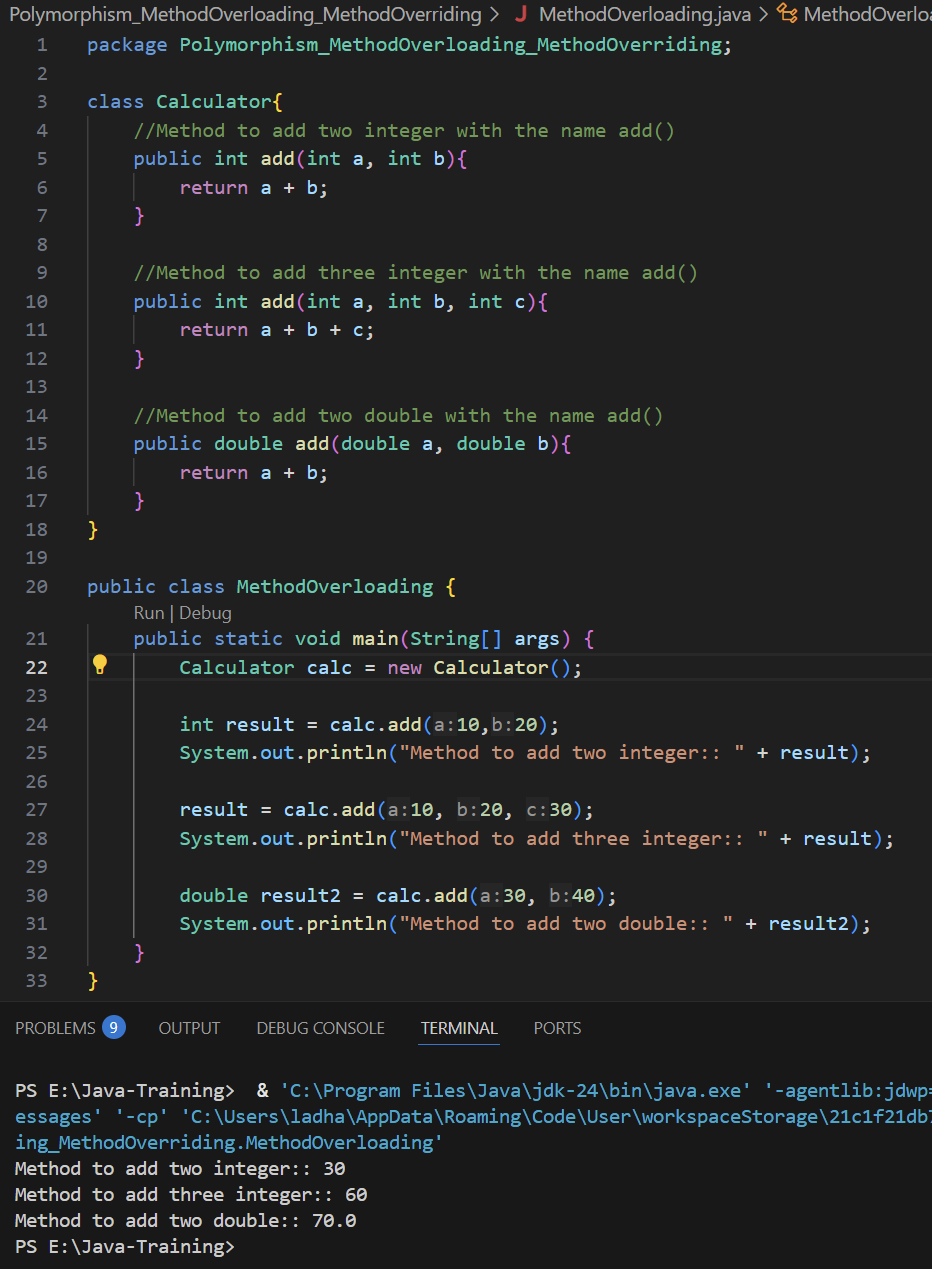 Polymorphism_MethodOverloading_MethodOverriding > J MethodOverloading.java > MethodOverlo
1 package Polymorphism_MethodOverloading_MethodOverriding;
2
3 class Calculator{
4     //Method to add two integer with the name add()
5     public int add(int a, int b){
6         return a + b;
7     }
8
9     //Method to add three integer with the name add()
10     public int add(int a, int b, int c){
11         return a + b + c;
12     }
13
14     //Method to add two double with the name add()
15     public double add(double a, double b){
16         return a + b;
17     }
18 }
19
20 public class MethodOverloading {
Run | Debug
21     public static void main(String[] args) {
22         Calculator calc = new Calculator();
23
24         int result = calc.add(a:10,b:20);
25         System.out.println("Method to add two integer:: " + result);
26
27         result = calc.add(a:10, b:20, c:30);
28         System.out.println("Method to add three integer:: " + result);
29
30         double result2 = calc.add(a:30, b:40);
31         System.out.println("Method to add two double:: " + result2);
32     }
33 }
PROBLEMS 9 OUTPUT DEBUG CONSOLE TERMINAL PORTS
PS E:\Java-Training>  & 'C:\Program Files\Java\jdk-24\bin\java.exe' '-agentlib:jdwp=
essages' '-cp' 'C:\Users\ladha\AppData\Roaming\Code\User\workspaceStorage\21c1f21db
ing_MethodOverriding.MethodOverloading'
Method to add two integer:: 30
Method to add three integer:: 60
Method to add two double:: 70.0
PS E:\Java-Training>